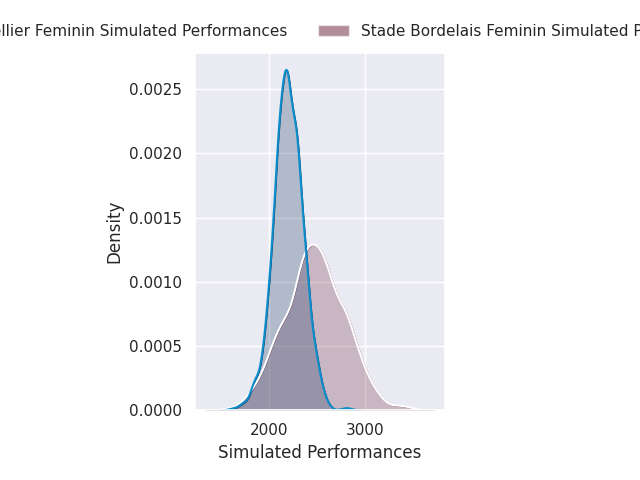 Feminin Simulated Performances Stade Bordelais Feminin Simulated
0.0025
0.0020
0.0015
0.0010
0.0005
0.0000
Density
2000 3000
Simulated Performances